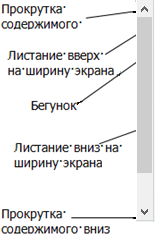 Прокрутка
содержимого
Листание вверх
на ширину экрана
Бегунок
Листание вниз на
ширину экрана
Прокрутка
содержимого вниз